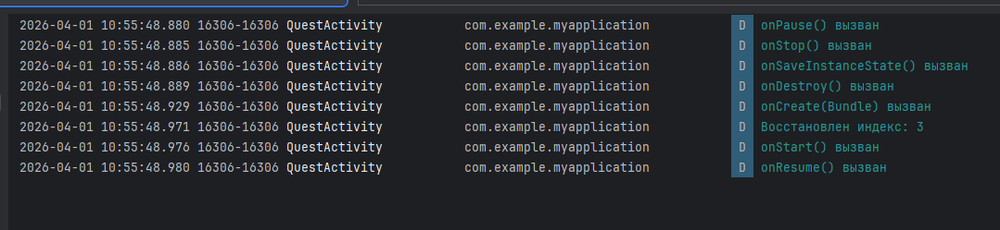 2026-04-01 10:55:48.880 16306-16306 QuestActivity com.example.myapplication D onPause() вызван
2026-04-01 10:55:48.885 16306-16306 QuestActivity com.example.myapplication D onStop() вызван
2026-04-01 10:55:48.886 16306-16306 QuestActivity com.example.myapplication D onSaveInstanceState() вызван
2026-04-01 10:55:48.889 16306-16306 QuestActivity com.example.myapplication D onDestroy() вызван
2026-04-01 10:55:48.929 16306-16306 QuestActivity com.example.myapplication D onCreate(Bundle) вызван
2026-04-01 10:55:48.971 16306-16306 QuestActivity com.example.myapplication D Восстановлен индекс: 3
2026-04-01 10:55:48.976 16306-16306 QuestActivity com.example.myapplication D onStart() вызван
2026-04-01 10:55:48.980 16306-16306 QuestActivity com.example.myapplication D onResume() вызван